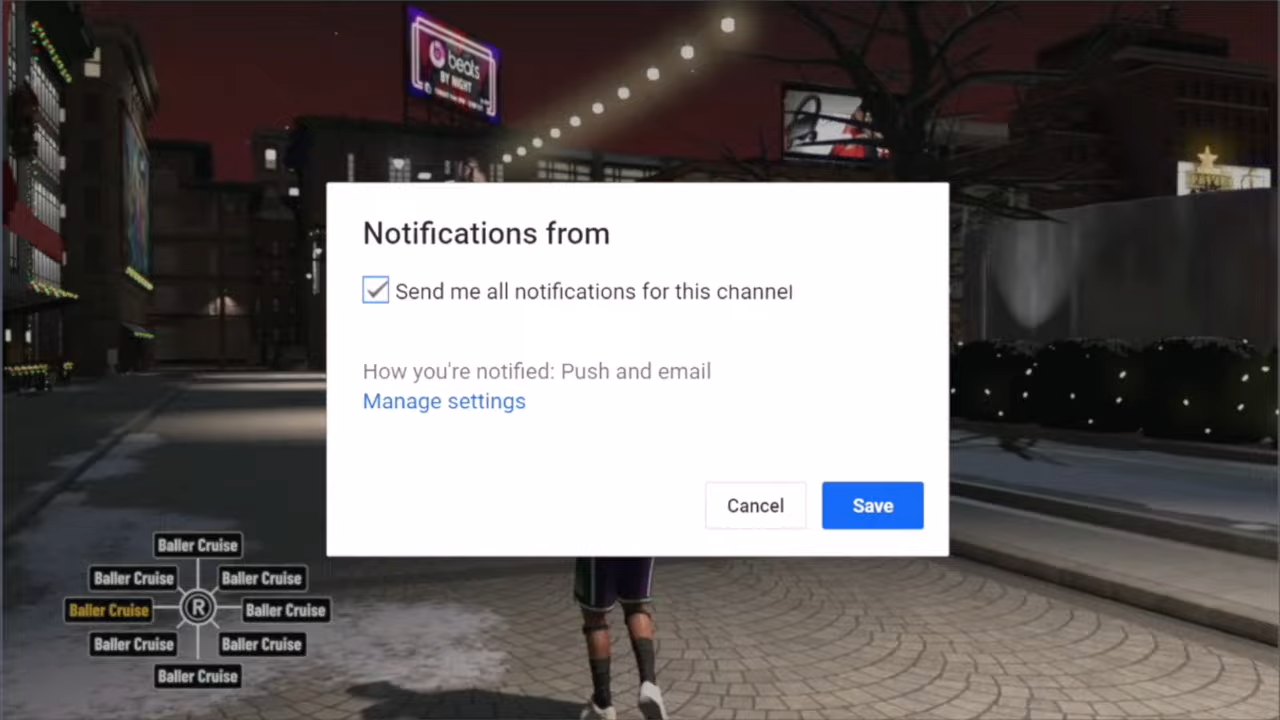 beats
BY NIGHT
Notifications from
Send me all notifications for this channel
How you're notified: Push and email
Manage settings
Cancel
Save
Baller Cruise
Baller Cruise
Baller Cruise
Baller Cruise
R
Baller Cruise
Baller Cruise
Baller Cruise
Baller Cruise